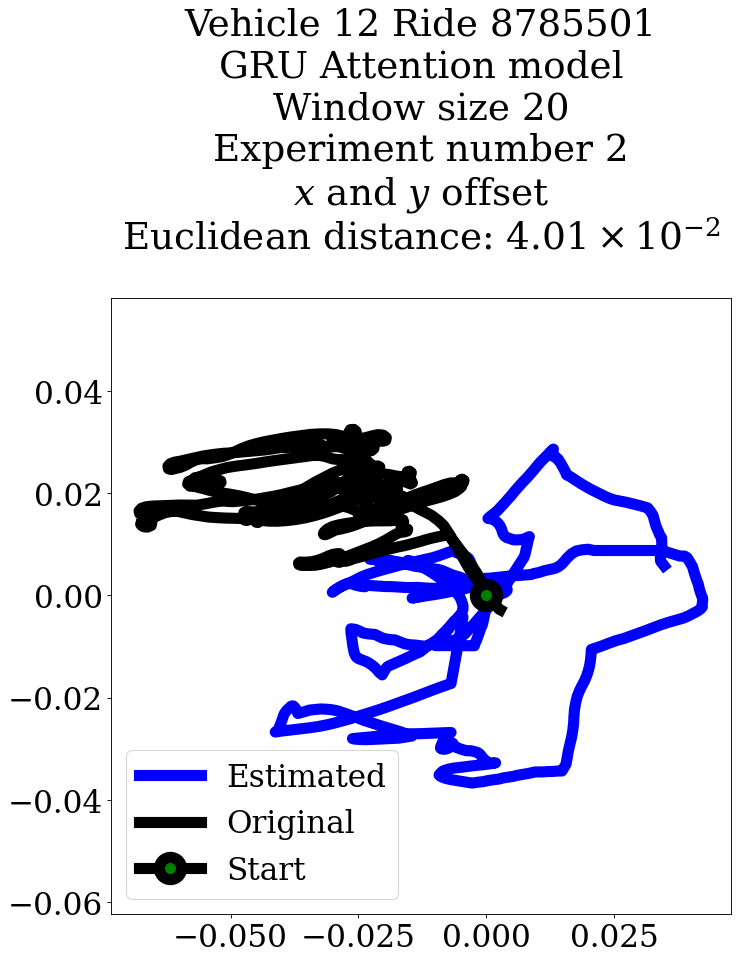 Vehicle 12 Ride 8785501
GRU Attention model
Window size 20
Experiment number 2
x and y offset
Euclidean distance: 4.01 × 10⁻²
0.04
0.02
0.00
−0.02
−0.04
−0.06
Estimated
Original
Start
−0.050 −0.025 0.000 0.025